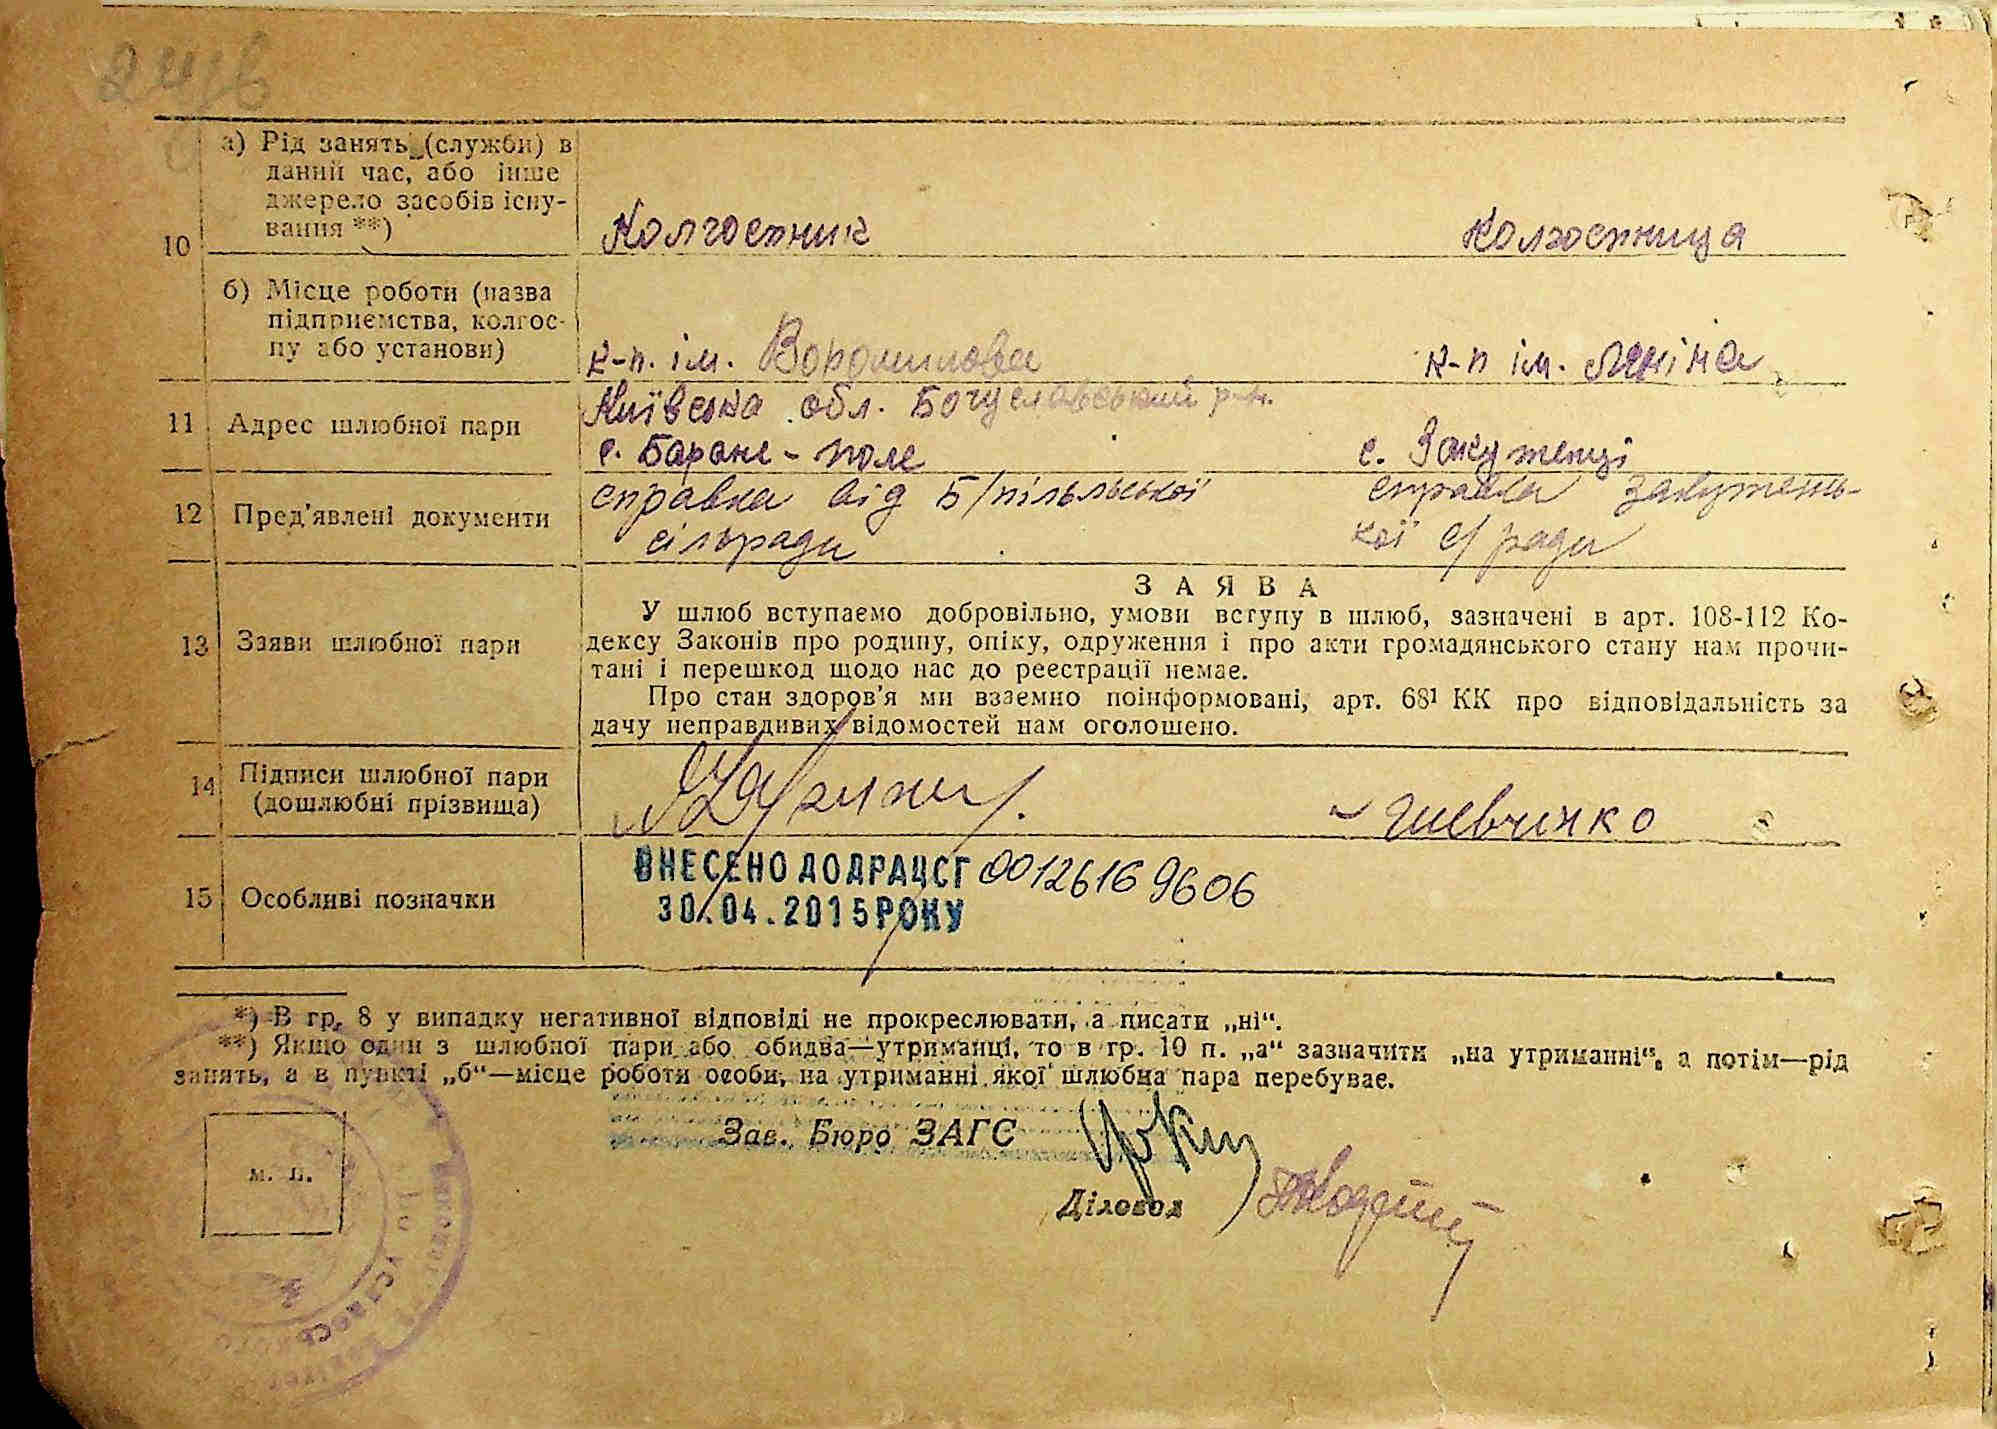 10
а) Рід занять (службу) в
даний час, або інше
джерело засобів існу-
вання **)
Колгоспник Колгоспниця
б) Місце роботи (назва
підприємства, колгос-
пу або установи)
к-п. ім. Ворошилова к-п ім. Леніна
11 Адрес шлюбної пари
Київська обл. Богуславський р-н.
с. Баране-поле с. Закутенці
12 Пред'явлені документи
справка від Б/пільської справка закутень-
сільради кої с/ради
13 Заяви шлюбної пари
ЗАЯВА
У шлюб вступаємо добровільно, умови вступу в шлюб, зазначені в арт. 108-112 Ко-
дексу Законів про родину, опіку, одруження і про акти громадянського стану нам прочи-
тані і перешкод щодо нас до реєстрації немає.
Про стан здоров'я ми взаємно поінформовані, арт. 68¹ КК про відповідальність за
дачу неправдивих відомостей нам оголошено.
14 Підписи шлюбної пари
(дошлюбні прізвища)
Шевченко
15 Особливі позначки
ВНЕСЕНО ДО ДРАЦСГ 00126169606
30.04.2015 РОКУ
*) В гр. 8 у випадку негативної відповіді не прокреслювати, а писати „ні“.
**) Якщо один з шлюбної пари або обидва—утриманці, то в гр. 10 п. „а“ зазначити „на утриманні“, а потім—рід
занять, а в пункті „б“—місце роботи особи, на утриманні якої шлюбна пара перебуває.
Зав. Бюро ЗАГС
м. п.
Діловод